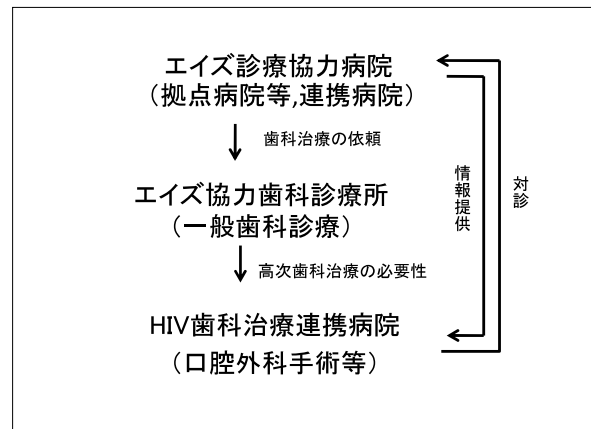 エイズ診療協力病院
（拠点病院等,連携病院）
歯科治療の依頼
エイズ協力歯科診療所
（一般歯科診療）
高次歯科治療の必要性
HIV歯科治療連携病院
（口腔外科手術等）
情報提供
対診